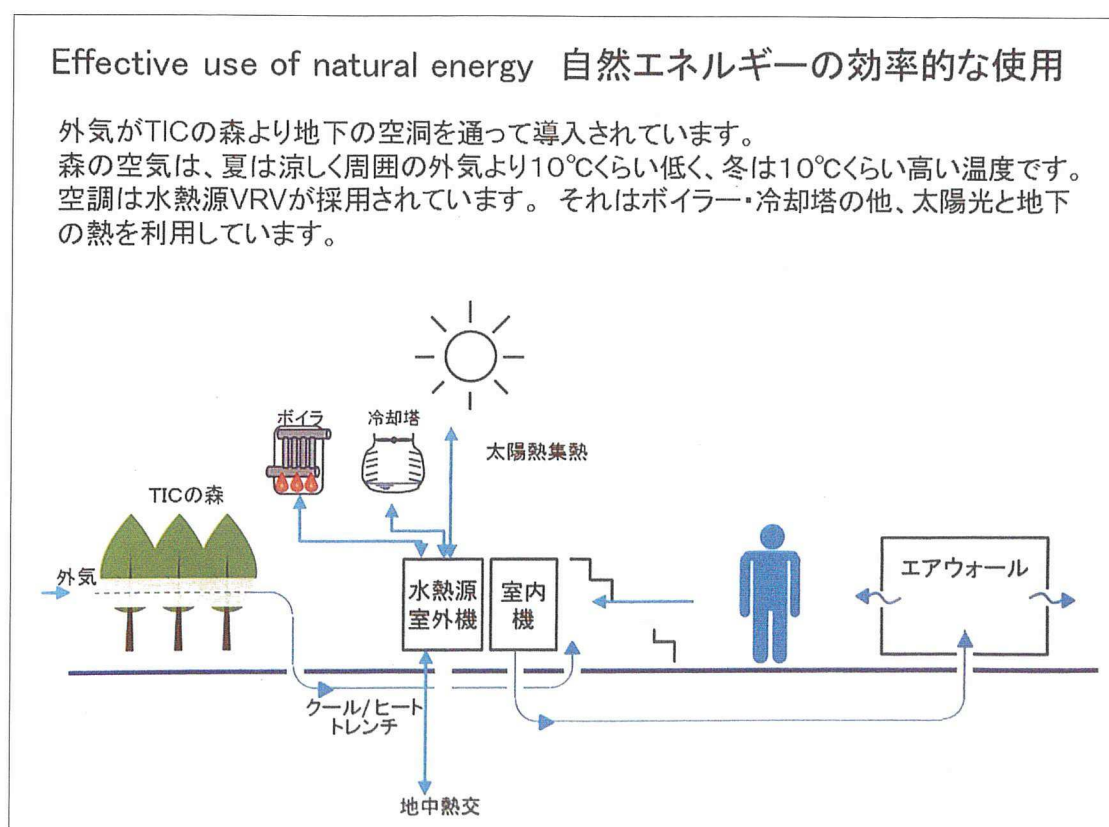 Effective use of natural energy 自然エネルギーの効率的な使用
外気がTICの森より地下の空洞を通って導入されています。
森の空気は、夏は涼しく周囲の外気より10℃くらい低く、冬は10℃くらい高い温度です。
空調は水熱源VRVが採用されています。 それはボイラー・冷却塔の他、太陽光と地下
の熱を利用しています。
ボイラ
冷却塔
太陽熱集熱
TICの森
外気
水熱源
室外機
室内
機
エアウォール
クール/ヒート
トレンチ
地中熱交